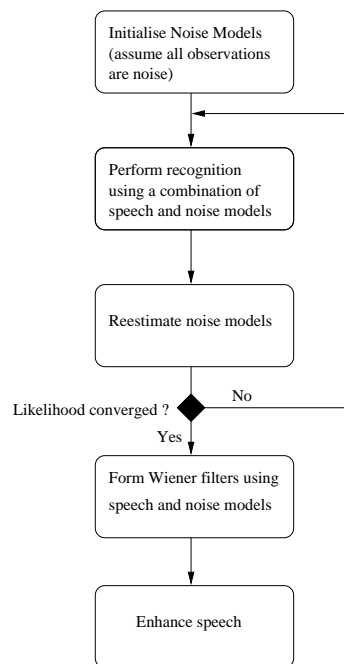 Initialise Noise Models
(assume all observations
are noise)
Perform recognition
using a combination of
speech and noise models
Reestimate noise models
Likelihood converged ?
No
Yes
Form Wiener filters using
speech and noise models
Enhance speech